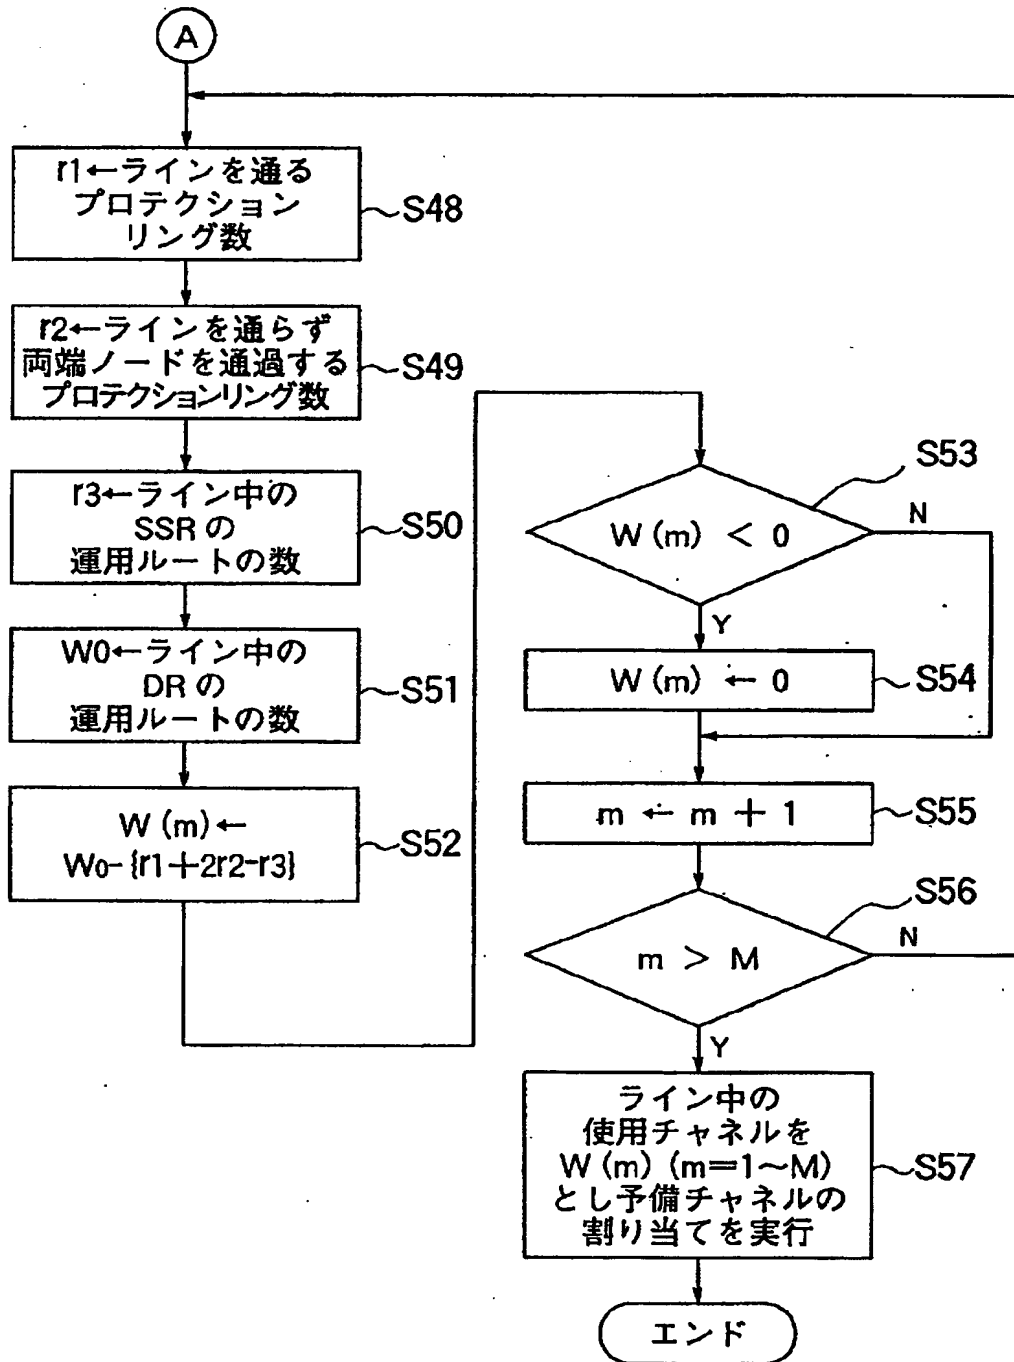 A
r1←ラインを通る
プロテクション
リング数
S48
r2←ラインを通らず
両端ノードを通過する
プロテクションリング数
S49
r3←ライン中の
SSRの
運用ルートの数
S50
W0←ライン中の
DRの
運用ルートの数
S51
W(m)←
W0-{r1+2r2-r3}
S52
S53
W(m) < 0
N
Y
W(m) ← 0
S54
m ← m + 1
S55
S56
m > M
N
Y
ライン中の
使用チャネルを
W(m) (m=1~M)
とし予備チャネルの
割り当てを実行
S57
エンド